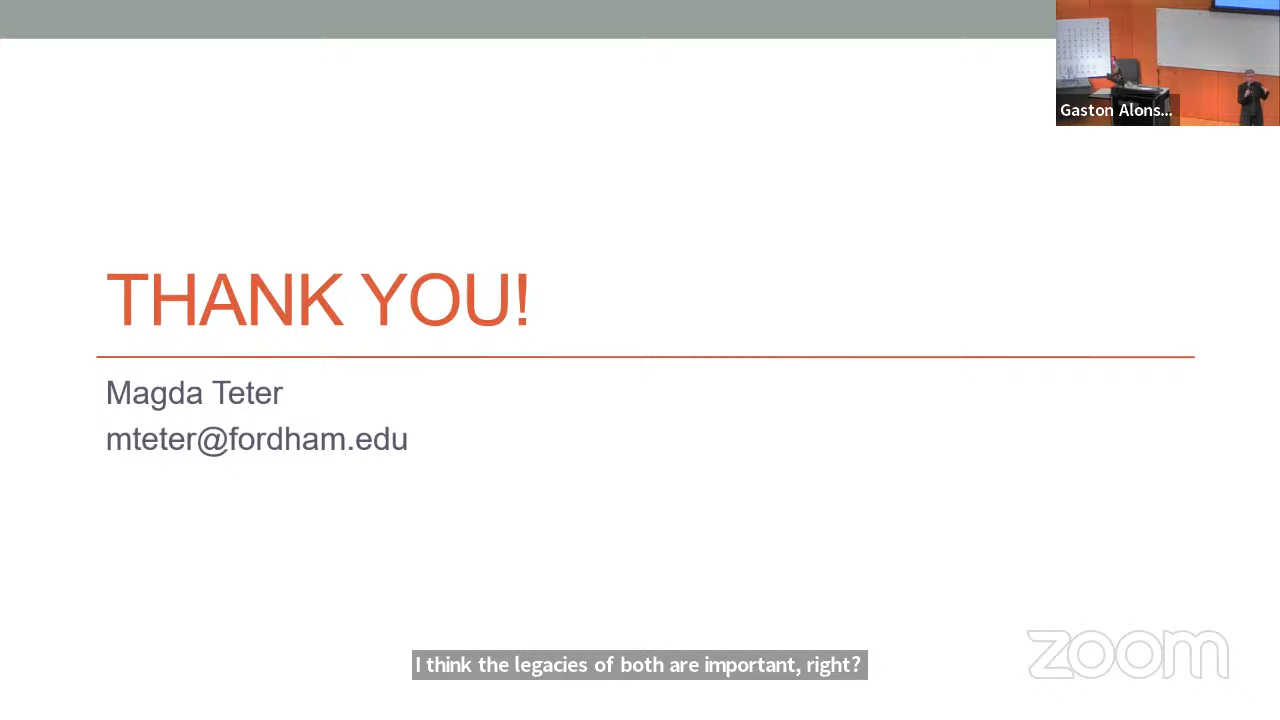 Gaston Alons...
THANK YOU!
Magda Teter
mteter@fordham.edu
I think the legacies of both are important, right?
zoom